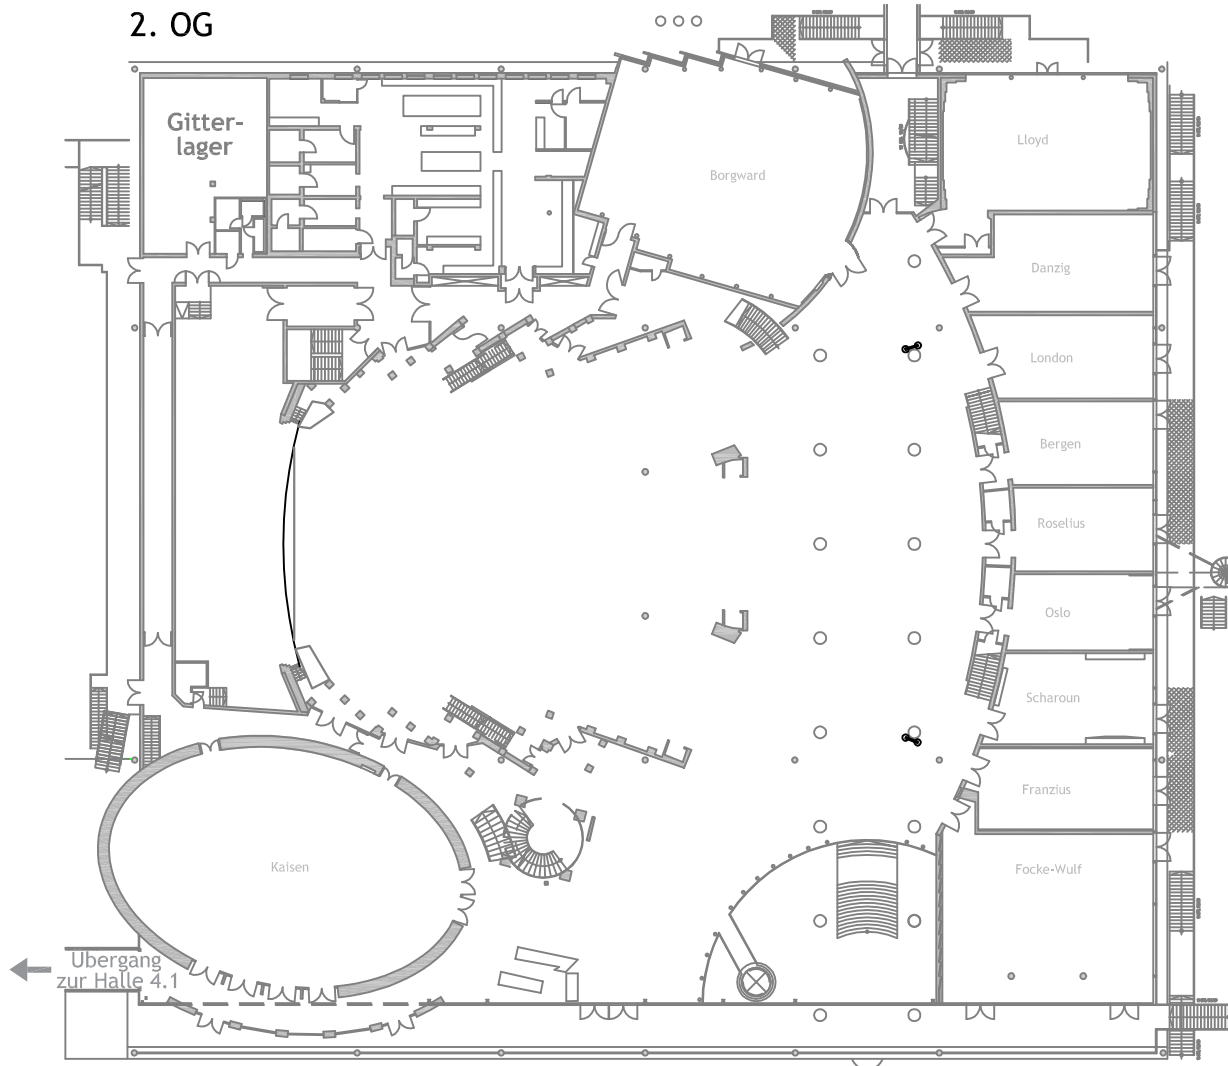 2. OG
Gitter-
lager
Lloyd
Borgward
Danzig
London
Bergen
Roselius
Oslo
Scharoun
Franzius
Kaisen
Focke-Wulf
Übergang
zur Halle 4.1